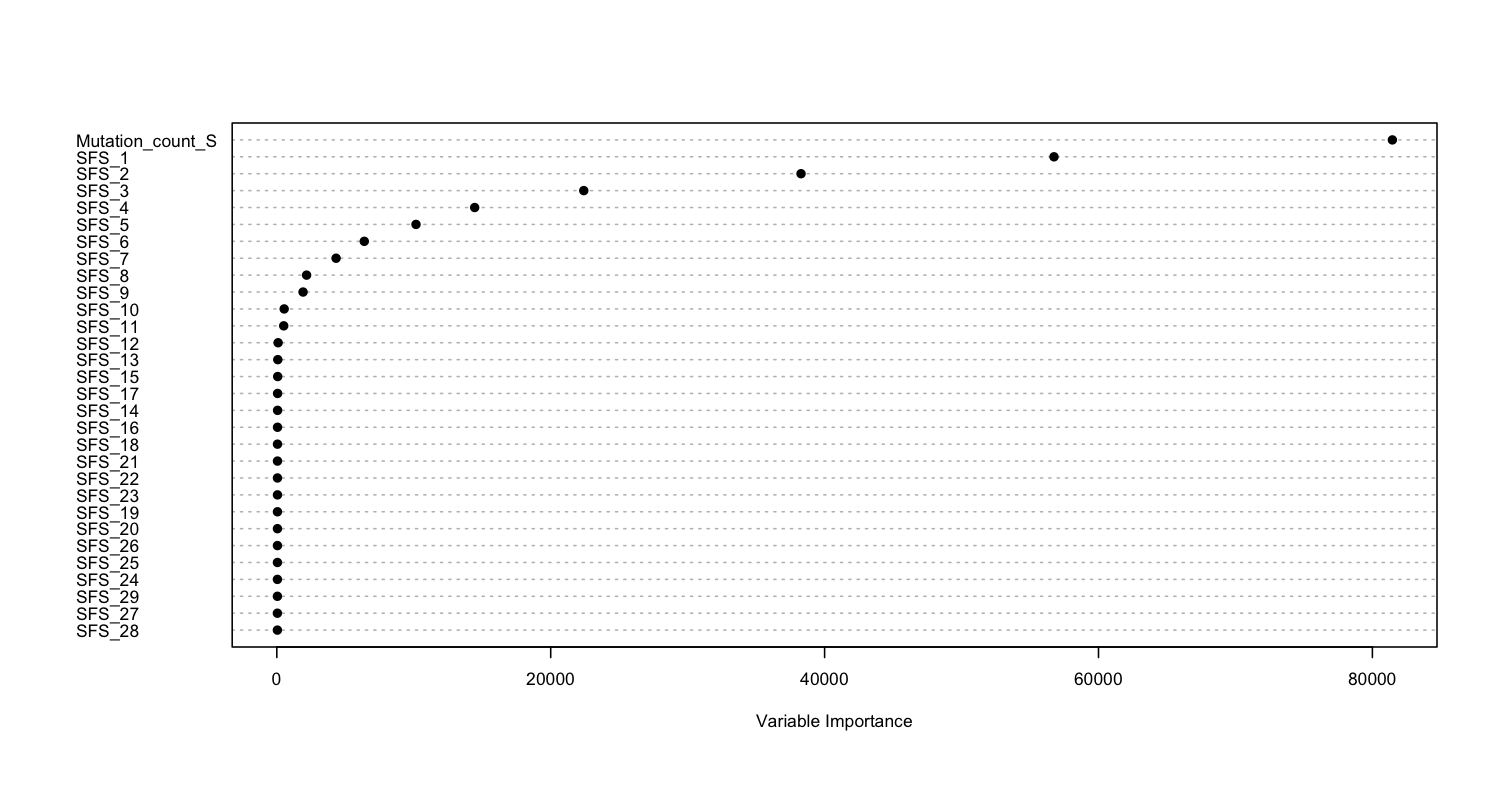 Mutation_count_S
SFS_1
SFS_2
SFS_3
SFS_4
SFS_5
SFS_6
SFS_7
SFS_8
SFS_9
SFS_10
SFS_11
SFS_12
SFS_13
SFS_15
SFS_17
SFS_14
SFS_16
SFS_18
SFS_21
SFS_22
SFS_23
SFS_19
SFS_20
SFS_26
SFS_25
SFS_24
SFS_29
SFS_27
SFS_28
0 20000 40000 60000 80000
Variable Importance